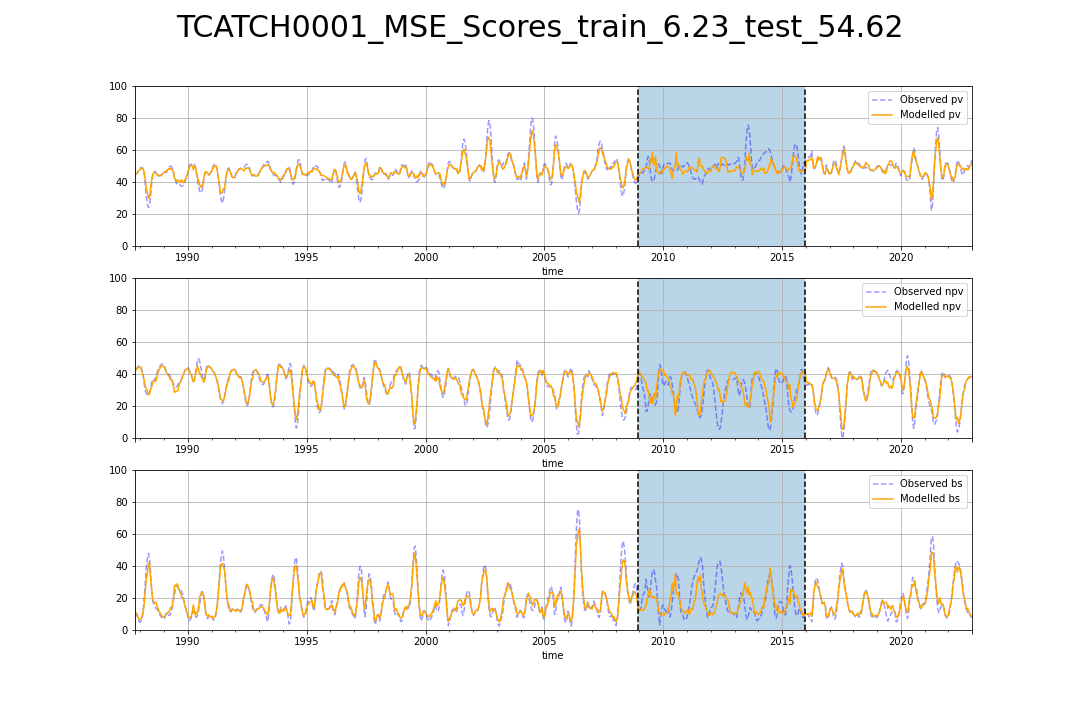 TCATCH0001_MSE_Scores_train_6.23_test_54.62
100
80
60
40
20
0
Observed pv
Modelled pv
1990 1995 2000 2005 2010 2015 2020
time
100
80
60
40
20
0
Observed npv
Modelled npv
1990 1995 2000 2005 2010 2015 2020
time
100
80
60
40
20
0
Observed bs
Modelled bs
1990 1995 2000 2005 2010 2015 2020
time